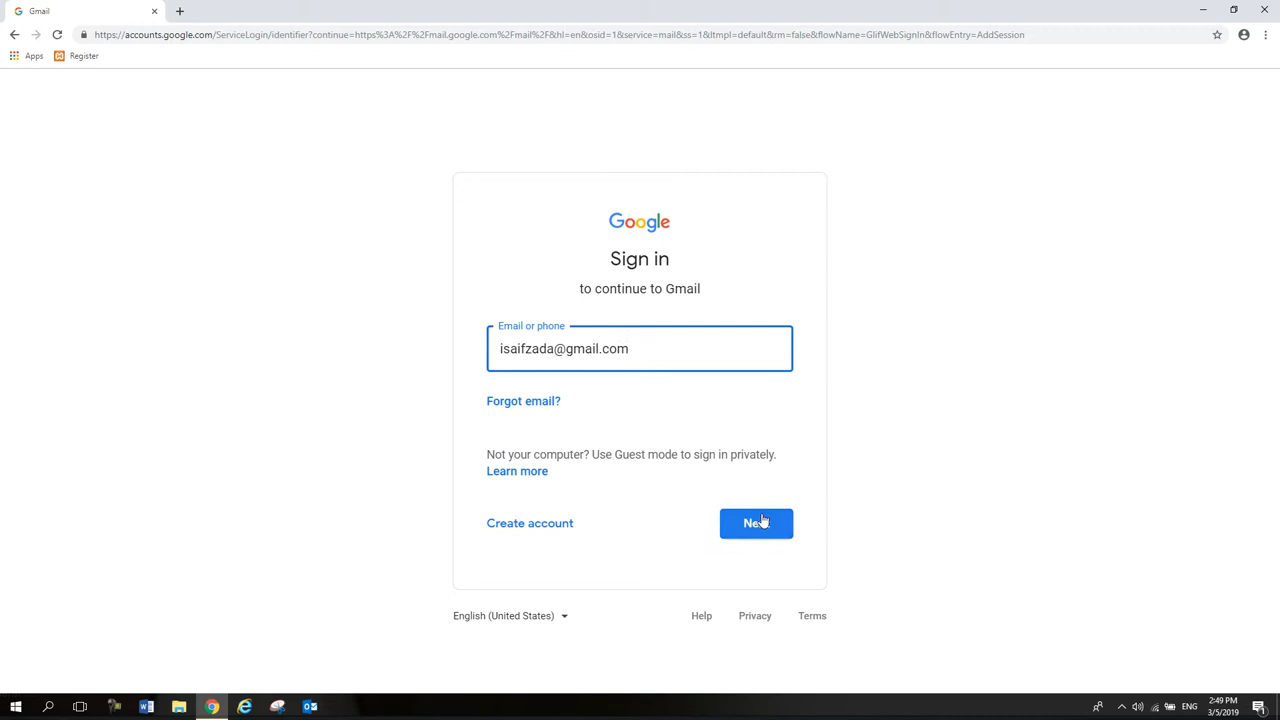 Gmail
https://accounts.google.com/ServiceLogin/identifier?continue=https%3A%2F%2Fmail.google.com%2Fmail%2F&hl=en&osid=1&service=mail&ss=1&ltmpl=default&rm=false&flowName=GlifWebSignIn&flowEntry=AddSession
Apps Register
Google
Sign in
to continue to Gmail
Email or phone
isaifzada@gmail.com
Forgot email?
Not your computer? Use Guest mode to sign in privately.
Learn more
Create account
English (United States) Help Privacy Terms
ENG 2:49 PM
3/5/2019